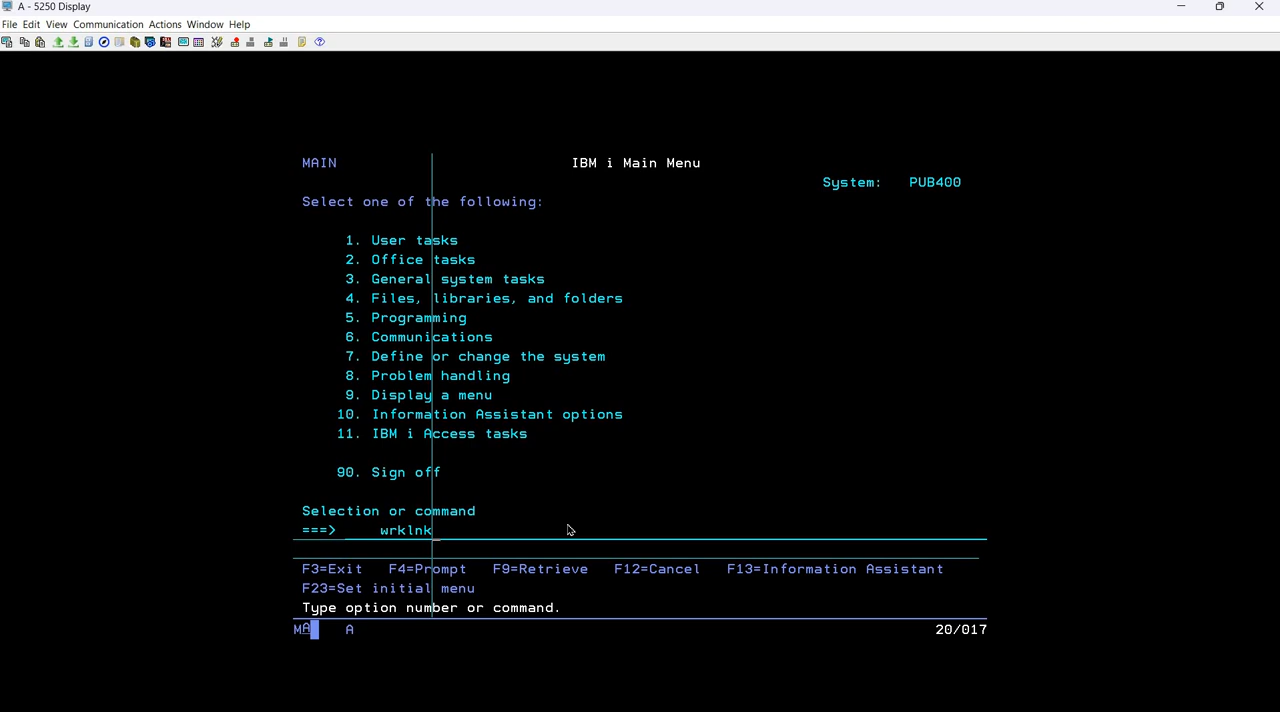 A - 5250 Display
File Edit View Communication Actions Window Help
MAIN IBM i Main Menu
System: PUB400
Select one of the following:
1. User tasks
2. Office tasks
3. General system tasks
4. Files, libraries, and folders
5. Programming
6. Communications
7. Define or change the system
8. Problem handling
9. Display a menu
10. Information Assistant options
11. IBM i Access tasks
90. Sign off
Selection or command
===> wrklnk
F3=Exit F4=Prompt F9=Retrieve F12=Cancel F13=Information Assistant
F23=Set initial menu
Type option number or command.
MA A 20/017